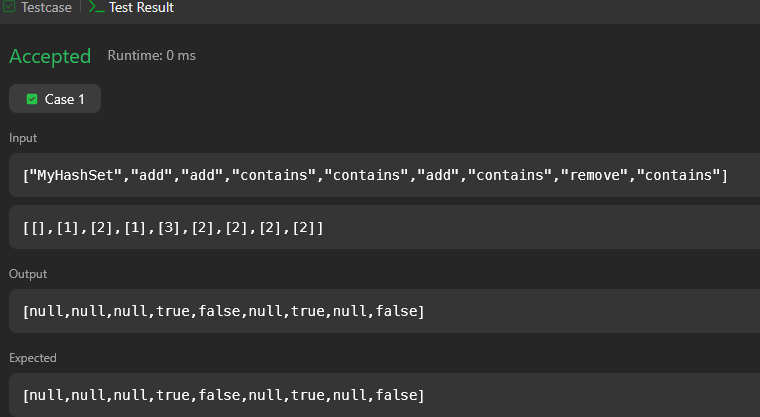 Testcase Test Result
Accepted Runtime: 0 ms
Case 1
Input
["MyHashSet","add","add","contains","contains","add","contains","remove","contains"]
[[],[1],[2],[1],[3],[2],[2],[2],[2]]
Output
[null,null,null,true,false,null,true,null,false]
Expected
[null,null,null,true,false,null,true,null,false]